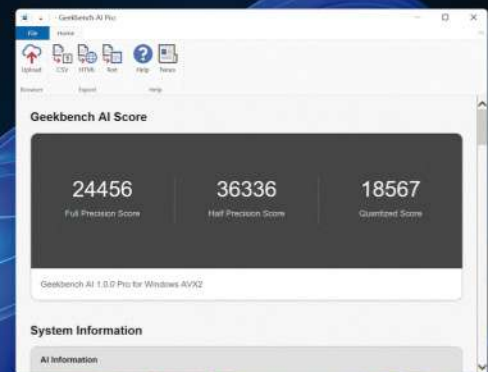 - Geekbench AI Pro
File Home
Upload CSV HTML Text Help News
Browser Export Help
Geekbench AI Score
24456 36336 18567
Full Precision Score Half Precision Score Quantized Score
Geekbench AI 1.0.0 Pro for Windows AVX2
System Information
AI Information